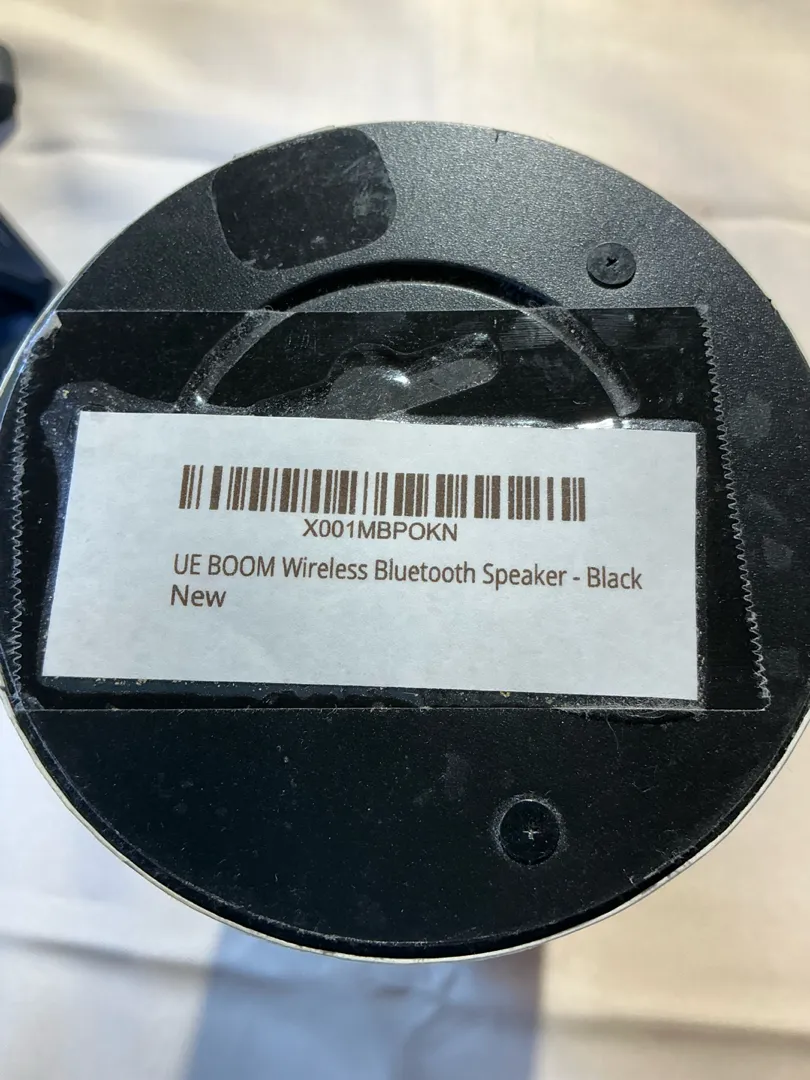 X001MBPOKN
UE BOOM Wireless Bluetooth Speaker - Black
New